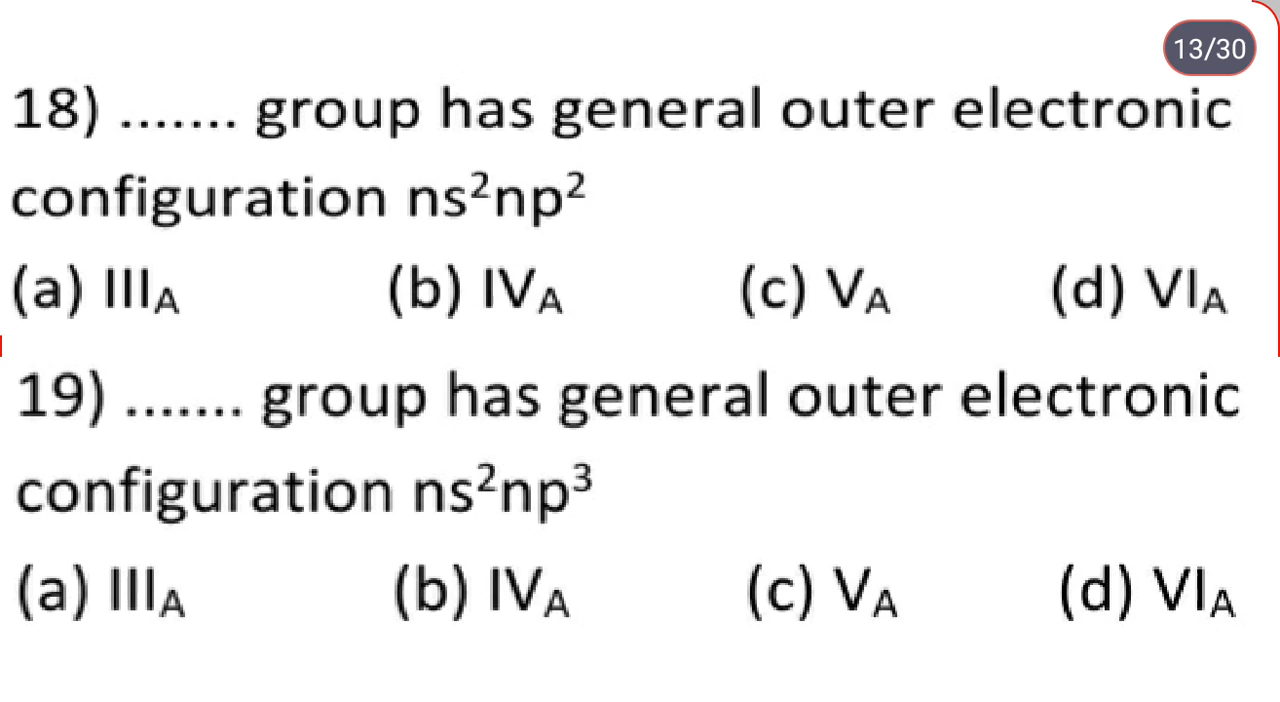 13/30
18) ....... group has general outer electronic
configuration ns²np²
(a) IIIA (b) IVA (c) VA (d) VIA
19) ....... group has general outer electronic
configuration ns²np³
(a) IIIA (b) IVA (c) VA (d) VIA